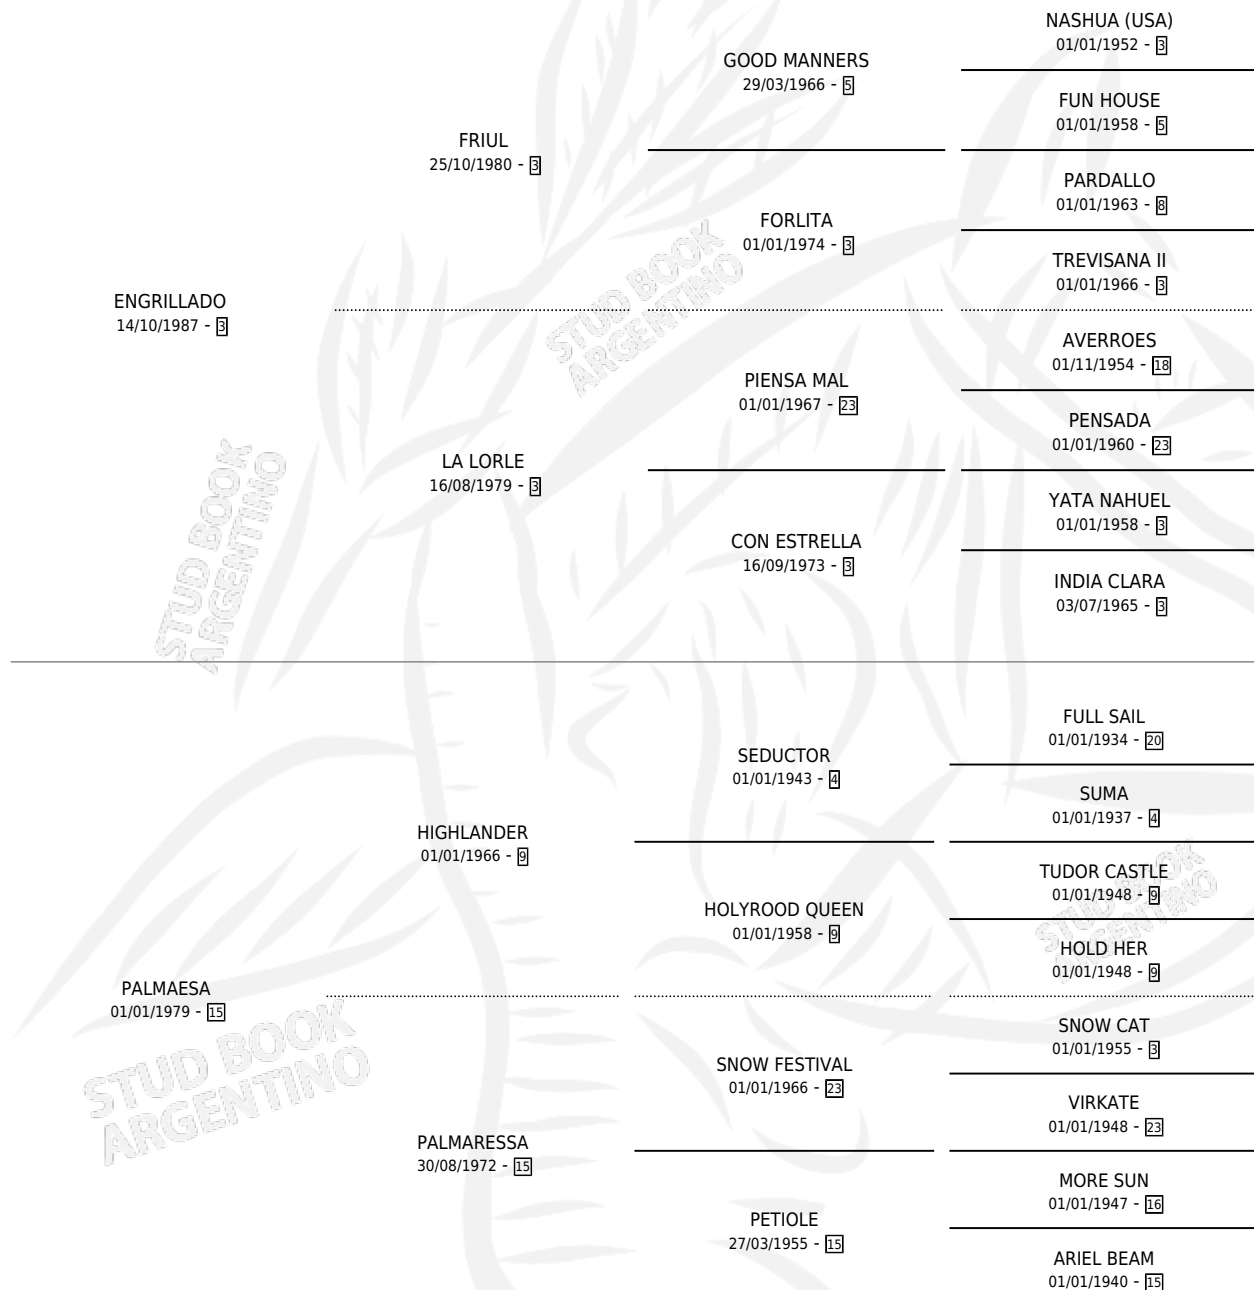 NASHUA (USA)
01/01/1952 - 3
GOOD MANNERS
29/03/1966 - 5
FUN HOUSE
01/01/1958 - 5
FRIUL
25/10/1980 - 3
PARDALLO
01/01/1963 - 8
FORLITA
01/01/1974 - 3
TREVISANA II
01/01/1966 - 3
ENGRILLADO
14/10/1987 - 3
AVERROES
01/11/1954 - 18
PIENSA MAL
01/01/1967 - 23
PENSADA
01/01/1960 - 23
LA LORLE
16/08/1979 - 3
YATA NAHUEL
01/01/1958 - 3
CON ESTRELLA
16/09/1973 - 3
INDIA CLARA
03/07/1965 - 3
FULL SAIL
01/01/1934 - 20
SEDUCTOR
01/01/1943 - 4
SUMA
01/01/1937 - 4
HIGHLANDER
01/01/1966 - 9
TUDOR CASTLE
01/01/1948 - 9
HOLYROOD QUEEN
01/01/1958 - 9
HOLD HER
01/01/1948 - 9
PALMAESA
01/01/1979 - 15
SNOW CAT
01/01/1955 - 3
SNOW FESTIVAL
01/01/1966 - 23
VIRKATE
01/01/1948 - 23
PALMARESSA
30/08/1972 - 15
MORE SUN
01/01/1947 - 16
PETIOLE
27/03/1955 - 15
ARIEL BEAM
01/01/1940 - 15
STUD BOOK
ARGENTINO
STUD BOOK
ARGENTINO
STUD BOOK
ARGENTINO
STUD BOOK
ARGENTINO